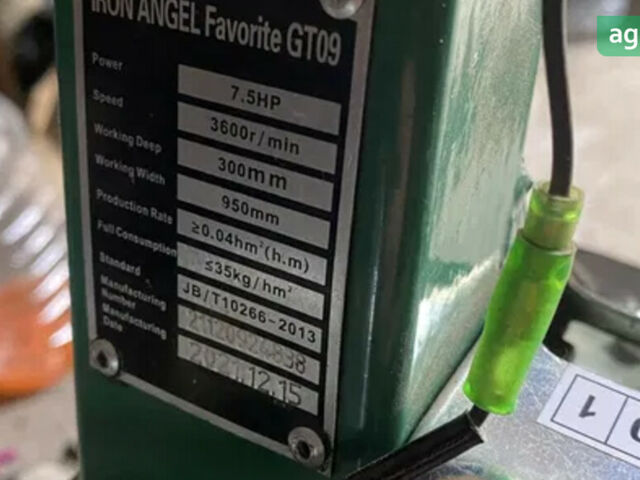 IRON ANGEL Favorite GT09
Power 7.5HP
Speed 3600r/min
Working Deep 300mm
Working Width 950mm
Production Rate ≥0.04hm²(h.m)
Full Consumption ≤35kg/hm²
Standard JB/T10266-2013
Manufacturing Number
Manufacturing Date 2021.12.15
ag
1